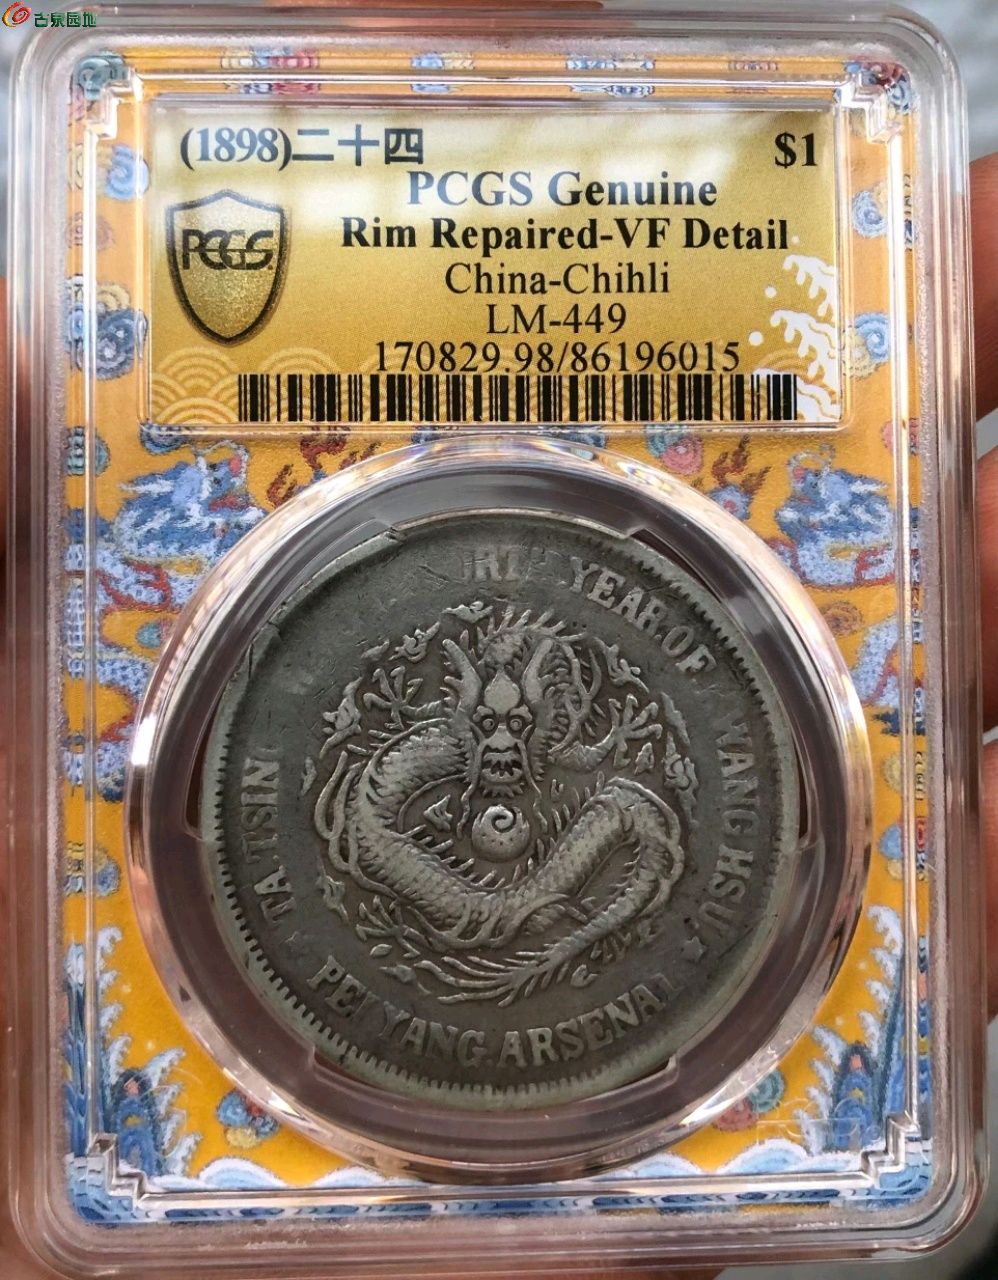 古泉园地
(1898)二十四 $1
PCGS Genuine
PCGS
Rim Repaired-VF Detail
China-Chihli
LM-449
170829.98/86196015
TA.TSIN
YEAR.OF
WANG HSU.
PEI YANG.ARSENAL